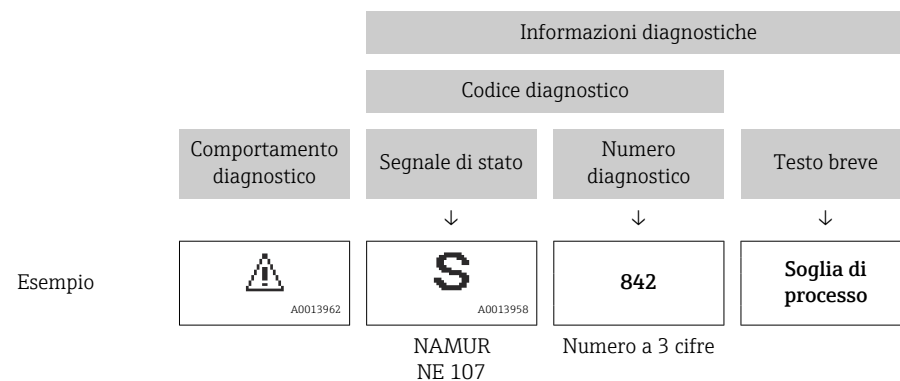 Informazioni diagnostiche
Codice diagnostico
Comportamento
diagnostico
Segnale di stato
Numero
diagnostico
Testo breve
↓
↓
↓
Esempio
A0013962
S
A0013958
842
Soglia di
processo
NAMUR
NE 107
Numero a 3 cifre